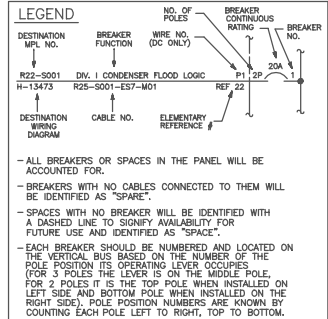 LEGEND
NO. OF POLES
BREAKER CONTINUOUS RATING
BREAKER NO.
DESTINATION MPL NO.
BREAKER FUNCTION
WIRE NO. (DC ONLY)
20A
R22-S001 DIV. I CONDENSER FLOOD LOGIC P1 2P 1
H-13473 R25-S001-ES7-M01 REF 22
DESTINATION WIRING DIAGRAM
CABLE NO.
ELEMENTARY REFERENCE #
- ALL BREAKERS OR SPACES IN THE PANEL WILL BE
ACCOUNTED FOR.
- BREAKERS WITH NO CABLES CONNECTED TO THEM WILL
BE IDENTIFIED AS "SPARE".
- SPACES WITH NO BREAKER WILL BE IDENTIFIED WITH
A DASHED LINE TO SIGNIFY AVAILABILITY FOR
FUTURE USE AND IDENTIFIED AS "SPACE".
- EACH BREAKER SHOULD BE NUMBERED AND LOCATED ON
THE VERTICAL BUS BASED ON THE NUMBER OF THE
POLE POSITION ITS OPERATING LEVER OCCUPIES
(FOR 3 POLES THE LEVER IS ON THE MIDDLE POLE,
FOR 2 POLES IT IS THE TOP POLE WHEN INSTALLED ON
LEFT SIDE AND BOTTOM POLE WHEN INSTALLED ON THE
RIGHT SIDE). POLE POSITION NUMBERS ARE KNOWN BY
COUNTING EACH POLE LEFT TO RIGHT, TOP TO BOTTOM.